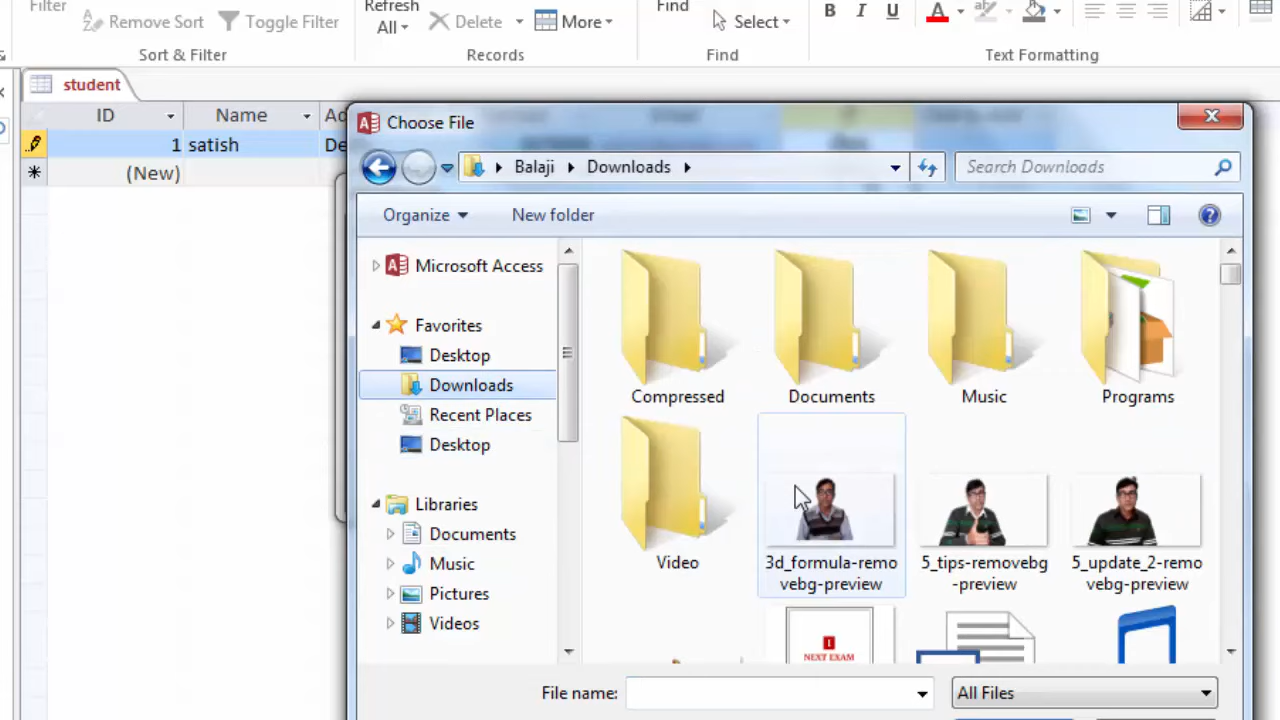 Filter
Remove Sort
Toggle Filter
Sort & Filter
Refresh
All
Delete
More
Records
Find
Select
Find
B I U A
Text Formatting
student
ID
Name
1 satish
(New)
Choose File
Balaji
Downloads
Search Downloads
Organize
New folder
Microsoft Access
Favorites
Desktop
Downloads
Recent Places
Desktop
Libraries
Documents
Music
Pictures
Videos
Compressed
Documents
Music
Programs
Video
3d_formula-remo
vebg-preview
5_tips-removebg
-preview
5_update_2-remo
vebg-preview
NEXT EXAM
File name:
All Files